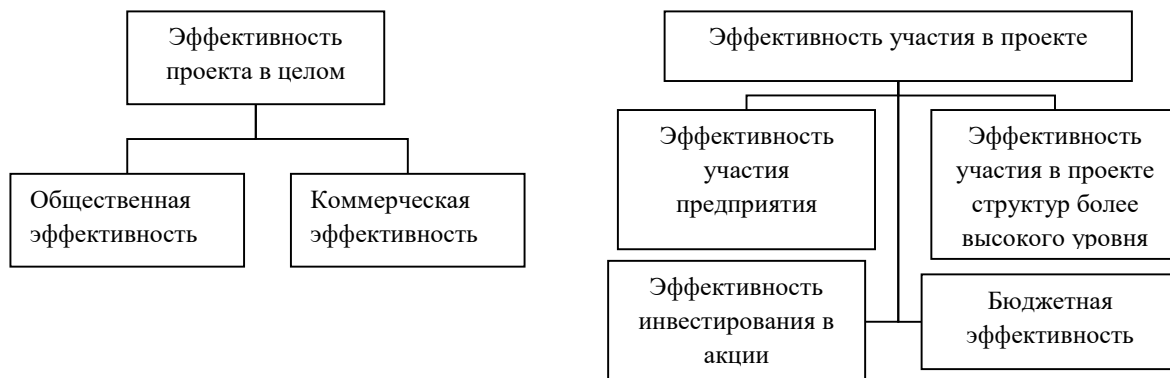 Эффективность
проекта в целом
Общественная
эффективность
Коммерческая
эффективность
Эффективность участия в проекте
Эффективность
участия
предприятия
Эффективность
участия в проекте
структур более
высокого уровня
Эффективность
инвестирования в
акции
Бюджетная
эффективность